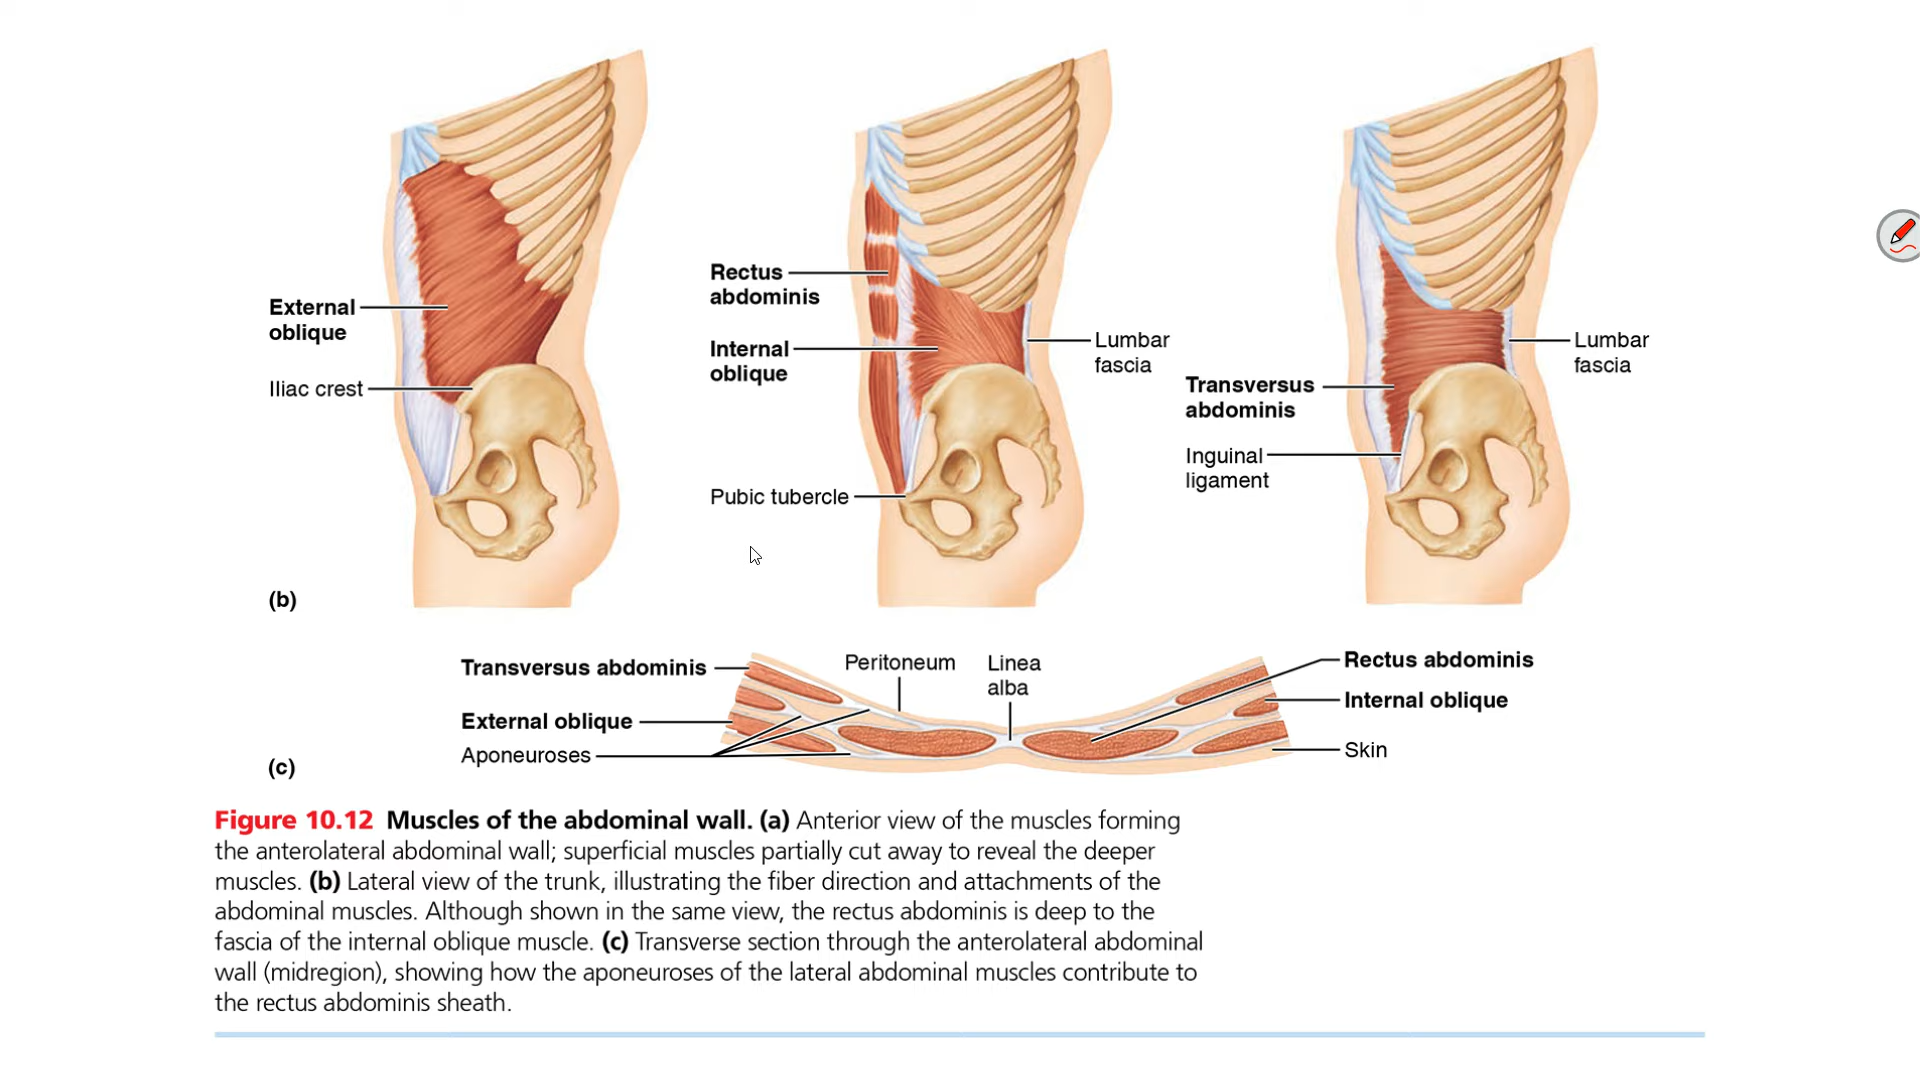 External
oblique
Iliac crest
Rectus
abdominis
Internal
oblique
Lumbar
fascia
Pubic tubercle
Transversus
abdominis
Lumbar
fascia
Inguinal
ligament
(b)
Transversus abdominis
Peritoneum
Linea
alba
Rectus abdominis
External oblique
Internal oblique
Aponeuroses
Skin
(c)
Figure 10.12 Muscles of the abdominal wall. (a) Anterior view of the muscles forming
the anterolateral abdominal wall; superficial muscles partially cut away to reveal the deeper
muscles. (b) Lateral view of the trunk, illustrating the fiber direction and attachments of the
abdominal muscles. Although shown in the same view, the rectus abdominis is deep to the
fascia of the internal oblique muscle. (c) Transverse section through the anterolateral abdominal
wall (midregion), showing how the aponeuroses of the lateral abdominal muscles contribute to
the rectus abdominis sheath.